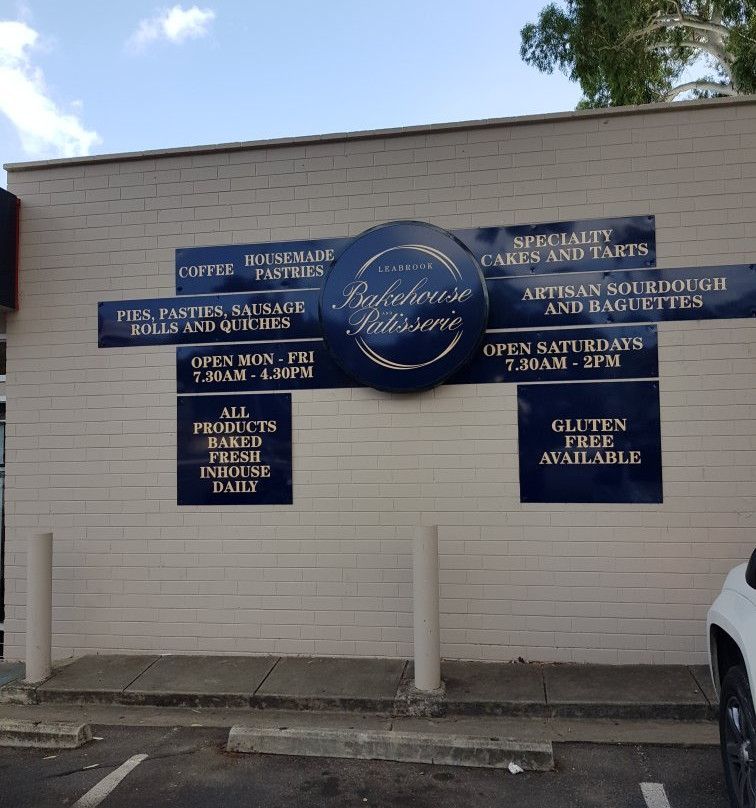 COFFEE
HOUSEMADE
PASTRIES
PIES, PASTIES, SAUSAGE
ROLLS AND QUICHES
OPEN MON - FRI
7.30AM - 4.30PM
ALL
PRODUCTS
BAKED
FRESH
INHOUSE
DAILY
LEABROOK
Bakehouse
AND
Patisserie
SPECIALTY
CAKES AND TARTS
ARTISAN SOURDOUGH
AND BAGUETTES
OPEN SATURDAYS
7.30AM - 2PM
GLUTEN
FREE
AVAILABLE